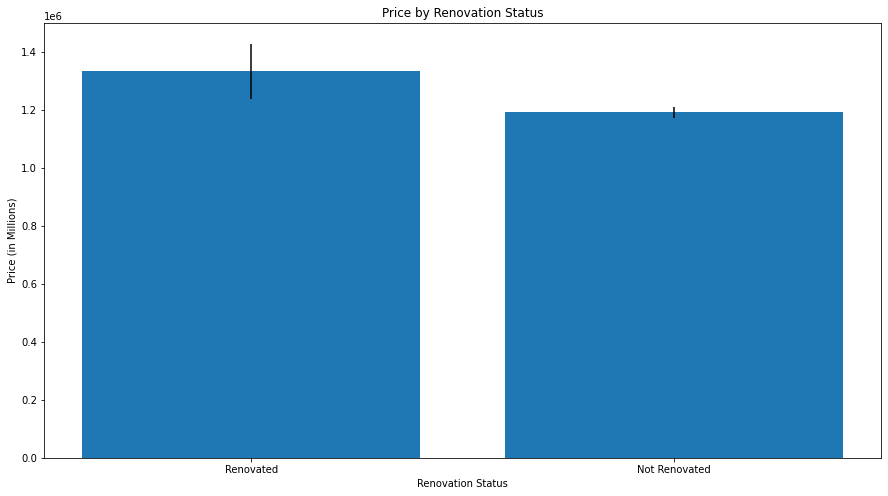 Price by Renovation Status
1e6
1.4
1.2
1.0
0.8
0.6
0.4
0.2
0.0
Price (in Millions)
Renovated
Not Renovated
Renovation Status